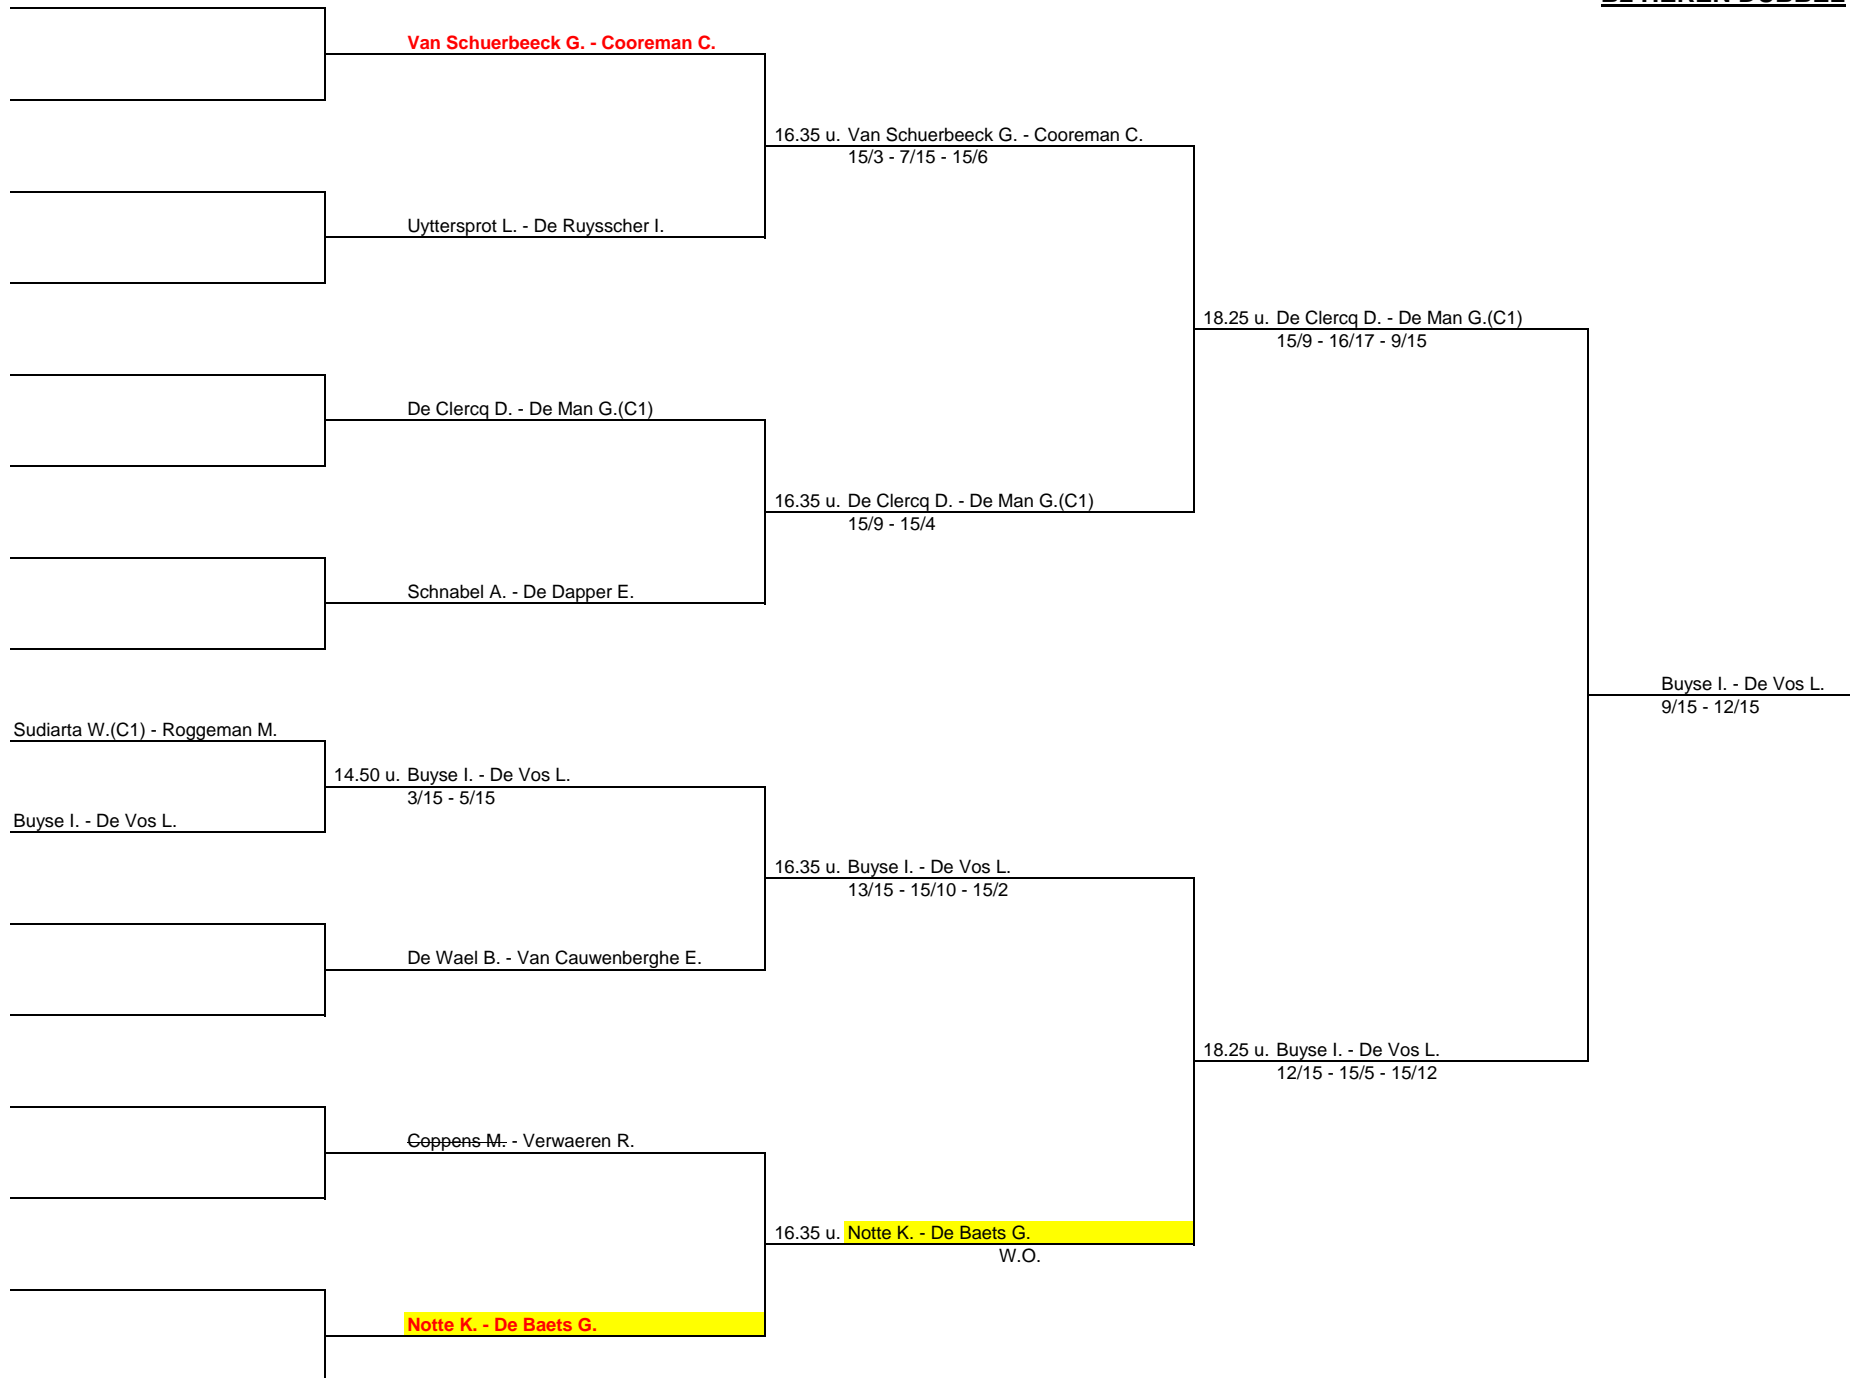 HEREN DUBBEL
Van Schuerbeeck G. - Cooreman C.
16.35 u. Van Schuerbeeck G. - Cooreman C.
15/3 - 7/15 - 15/6
Uyttersprot L. - De Ruysscher I.
18.25 u. De Clercq D. - De Man G.(C1)
15/9 - 16/17 - 9/15
De Clercq D. - De Man G.(C1)
16.35 u. De Clercq D. - De Man G.(C1)
15/9 - 15/4
Schnabel A. - De Dapper E.
Buyse I. - De Vos L.
9/15 - 12/15
Sudiarta W.(C1) - Roggeman M.
14.50 u. Buyse I. - De Vos L.
3/15 - 5/15
Buyse I. - De Vos L.
16.35 u. Buyse I. - De Vos L.
13/15 - 15/10 - 15/2
De Wael B. - Van Cauwenberghe E.
18.25 u. Buyse I. - De Vos L.
12/15 - 15/5 - 15/12
Coppens M. - Verwaeren R.
16.35 u. Notte K. - De Baets G.
W.O.
Notte K. - De Baets G.